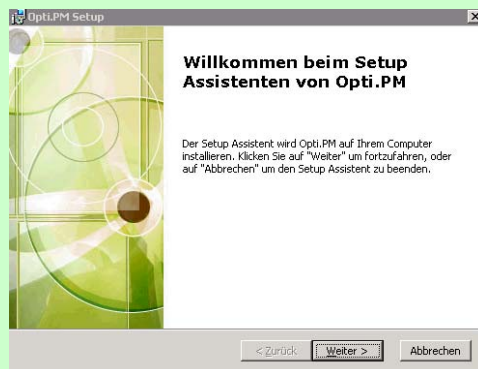 Opti.PM Setup
Willkommen beim Setup
Assistenten von Opti.PM
Der Setup Assistent wird Opti.PM auf Ihrem Computer
installieren. Klicken Sie auf "Weiter" um fortzufahren, oder
auf "Abbrechen" um den Setup Assistent zu beenden.
< Zurück Weiter > Abbrechen